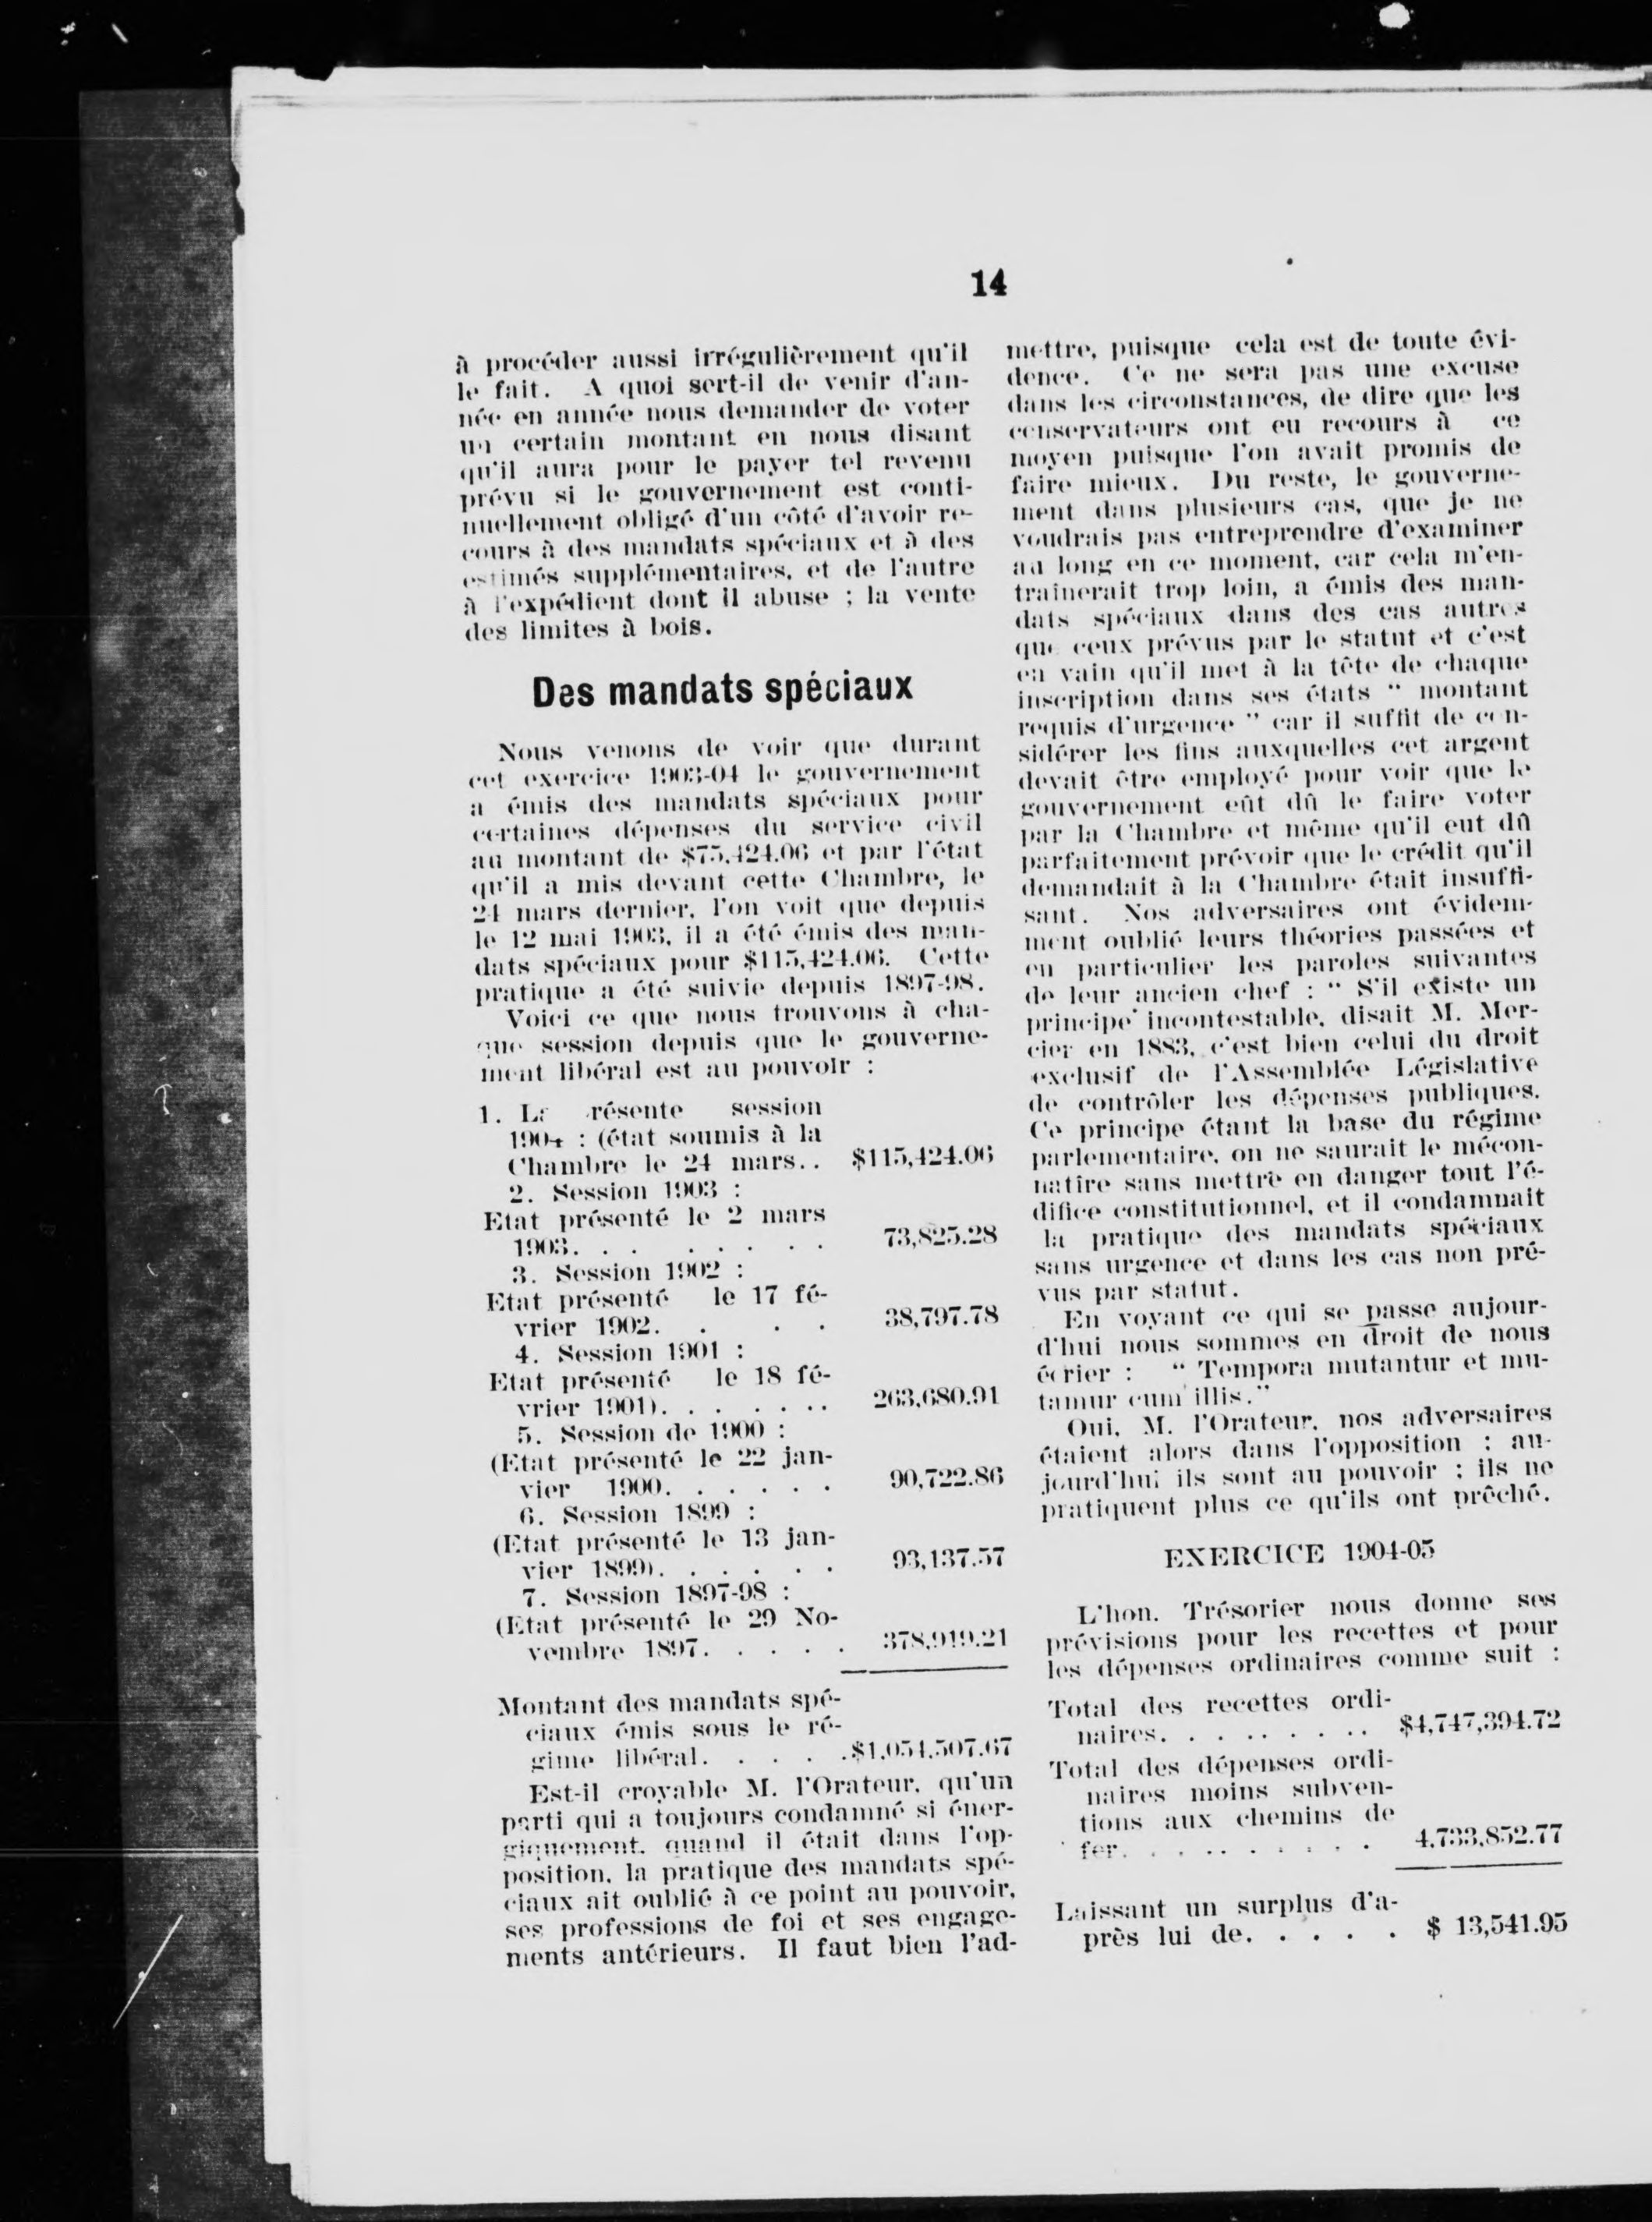 14
à procéder aussi irrégulièrement qu'il
le fait. A quoi sert-il de venir d'an-
née en année nous demander de voter
un certain montant en nous disant
qu'il aura pour le payer tel revenu
prévu si le gouvernement est conti-
nuellement obligé d'un côté d'avoir re-
cours à des mandats spéciaux et à des
estimés supplémentaires, et de l'autre
à l'expédient dont il abuse ; la vente
des limites à bois.
Des mandats spéciaux
Nous venons de voir que durant
cet exercice 1903-04 le gouvernement
a émis des mandats spéciaux pour
certaines dépenses du service civil
au montant de $75,424.06 et par l'état
qu'il a mis devant cette Chambre, le
24 mars dernier, l'on voit que depuis
le 12 mai 1903, il a été émis des man-
dats spéciaux pour $115,424.06. Cette
pratique a été suivie depuis 1897-98.
Voici ce que nous trouvons à cha-
que session depuis que le gouverne-
ment libéral est au pouvoir :
1. La résente session
1904 : (état soumis à la
Chambre le 24 mars.. $115,424.06
2. Session 1903 :
Etat présenté le 2 mars
1903. . . . . . . . 73,825.28
3. Session 1902 :
Etat présenté le 17 fé-
vrier 1902. . . . 38,797.78
4. Session 1901 :
Etat présenté le 18 fé-
vrier 1901). . . . . . .. 263,680.91
5. Session de 1900 :
(Etat présenté le 22 jan-
vier 1900. . . . . . 90,722.86
6. Session 1899 :
(Etat présenté le 13 jan-
vier 1899). . . . . . 93,137.57
7. Session 1897-98 :
(Etat présenté le 29 No-
vembre 1897. . . . . 378,919.21
Montant des mandats spé-
ciaux émis sous le ré-
gime libéral. . . . .$1,054,507.67
Est-il croyable M. l'Orateur, qu'un
parti qui a toujours condamné si éner-
giquement, quand il était dans l'op-
position, la pratique des mandats spé-
ciaux ait oublié à ce point au pouvoir,
ses professions de foi et ses engage-
ments antérieurs. Il faut bien l'ad-
mettre, puisque cela est de toute évi-
dence. Ce ne sera pas une excuse
dans les circonstances, de dire que les
conservateurs ont eu recours à ce
moyen puisque l'on avait promis de
faire mieux. Du reste, le gouverne-
ment dans plusieurs cas, que je ne
voudrais pas entreprendre d'examiner
au long en ce moment, car cela m'en-
trainerait trop loin, a émis des man-
dats spéciaux dans des cas autres
que ceux prévus par le statut et c'est
en vain qu'il met à la tête de chaque
inscription dans ses états " montant
requis d'urgence " car il suffit de con-
sidérer les fins auxquelles cet argent
devait être employé pour voir que le
gouvernement eût dû le faire voter
par la Chambre et même qu'il eut dû
parfaitement prévoir que le crédit qu'il
demandait à la Chambre était insuffi-
sant. Nos adversaires ont évidem-
ment oublié leurs théories passées et
en particulier les paroles suivantes
de leur ancien chef : " S'il existe un
principe incontestable, disait M. Mer-
cier en 1883, c'est bien celui du droit
exclusif de l'Assemblée Législative
de contrôler les dépenses publiques.
Ce principe étant la base du régime
parlementaire, on ne saurait le mécon-
natîre sans mettre en danger tout l'é-
difice constitutionnel, et il condamnait
la pratique des mandats spéciaux
sans urgence et dans les cas non pré-
vus par statut.
En voyant ce qui se passe aujour-
d'hui nous sommes en droit de nous
écrier : " Tempora mutantur et mu-
tamur cum illis."
Oui, M. l'Orateur, nos adversaires
étaient alors dans l'opposition ; au-
jourd'hui ils sont au pouvoir ; ils ne
pratiquent plus ce qu'ils ont prêché.
EXERCICE 1904-05
L'hon. Trésorier nous donne ses
prévisions pour les recettes et pour
les dépenses ordinaires comme suit :
Total des recettes ordi-
naires. . . . .. . . .. $4,747,394.72
Total des dépenses ordi-
naires moins subven-
tions aux chemins de
fer. . . .. . . . . . 4,733,852.77
Laissant un surplus d'a-
près lui de. . . . . $ 13,541.95